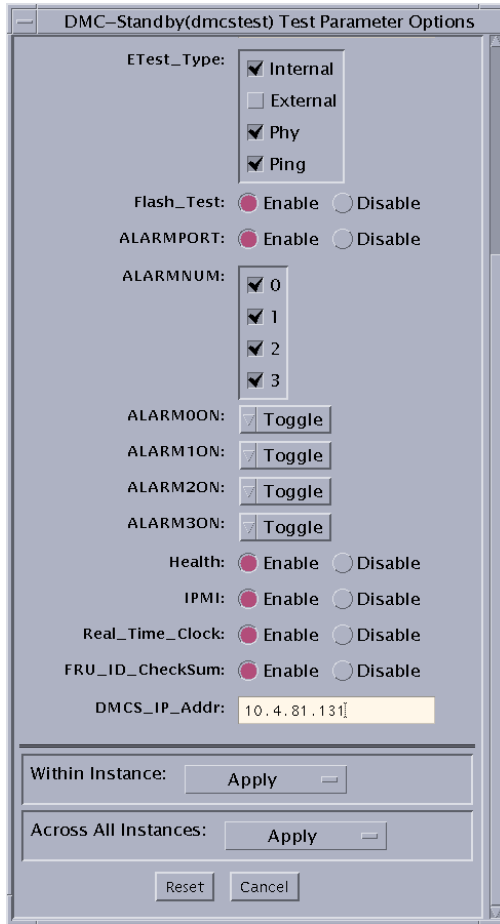 DMC–Standby(dmcstest) Test Parameter Options
ETest_Type:
Internal
External
Phy
Ping
Flash_Test: Enable Disable
ALARMPORT: Enable Disable
ALARMNUM:
0
1
2
3
ALARM0ON: Toggle
ALARM1ON: Toggle
ALARM2ON: Toggle
ALARM3ON: Toggle
Health: Enable Disable
IPMI: Enable Disable
Real_Time_Clock: Enable Disable
FRU_ID_CheckSum: Enable Disable
DMCS_IP_Addr: 10.4.81.131
Within Instance: Apply
Across All Instances: Apply
Reset Cancel